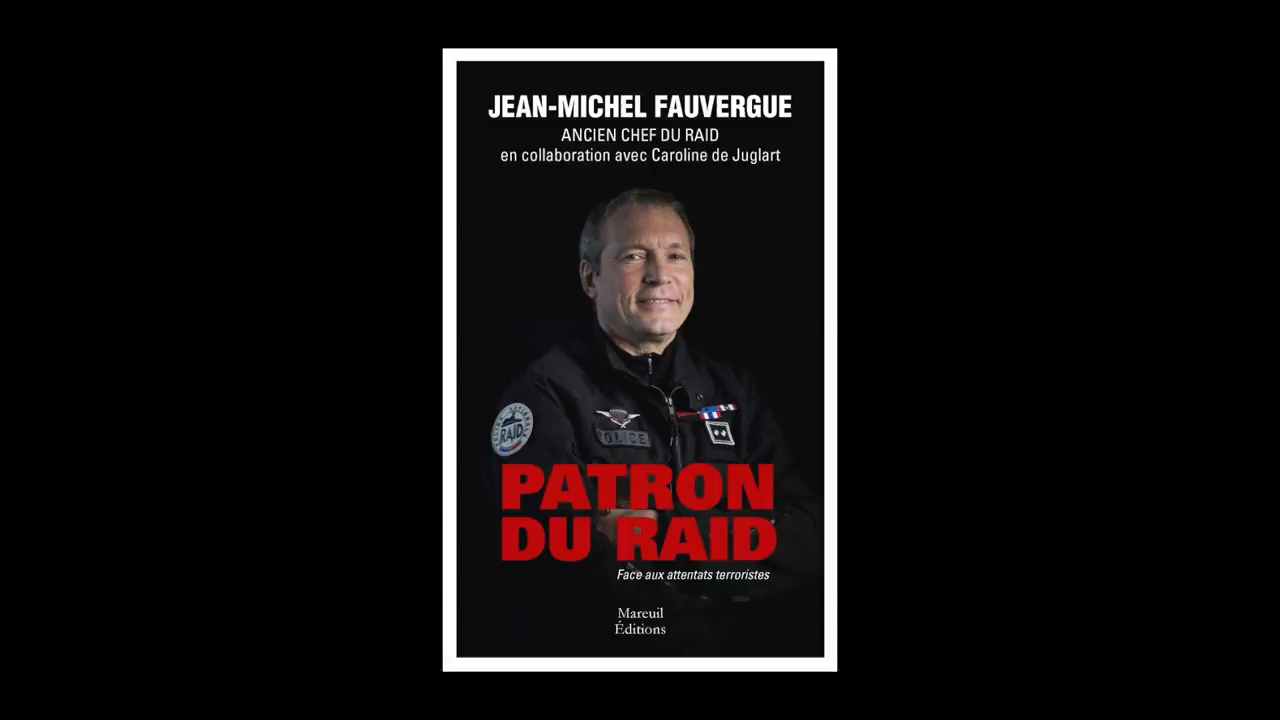 JEAN-MICHEL FAUVERGUE
ANCIEN CHEF DU RAID
en collaboration avec Caroline de Juglart
RAID
POLICE
PATRON
DU RAID
Face aux attentats terroristes
Mareuil
Éditions